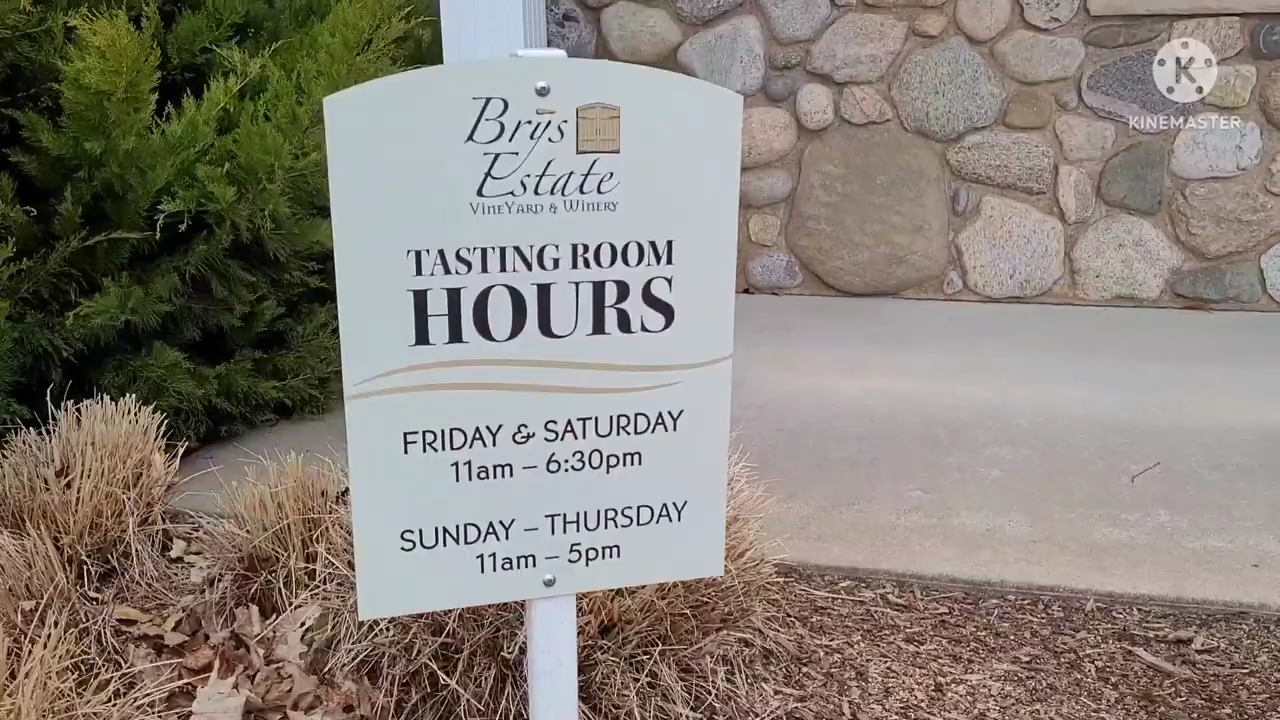 Brys
Estate
VineYard & Winery
TASTING ROOM
HOURS
FRIDAY & SATURDAY
11am – 6:30pm
SUNDAY – THURSDAY
11am – 5pm
K
KINEMASTER